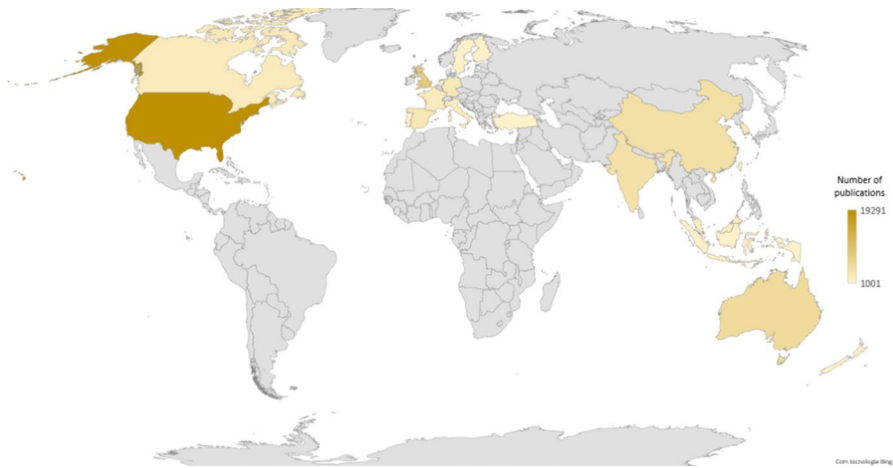 Number of
publications
19291
1001
Com tecnologia Bing